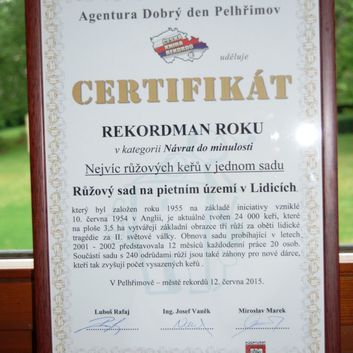 Agentura Dobrý den Pelhřimov
uděluje
CERTIFIKÁT
REKORDMAN ROKU
v kategorii Návrat do minulosti
Nejvíc růžových keřů v jednom sadu
Růžový sad na pietním území v Lidicích,
který byl založen roku 1955 na základě iniciativy vzniklé
10. června 1954 v Anglii, je aktuálně tvořen 24 000 keři, které
na ploše 3,5 ha vytvářejí základní obrazce tří růží za oběti lidické
tragédie za II. světové války. Obnova sadu probíhající v letech
2001 - 2002 představovala 12 měsíců každodenní práce 20 osob.
Součástí sadu s 240 odrůdami růží jsou také záhony pro nové dárce,
kteří tak zvyšují počet vysazených keřů .
V Pelhřimově – městě rekordů 12. června 2015.
Luboš Rafaj Ing. Josef Vaněk Miroslav Marek